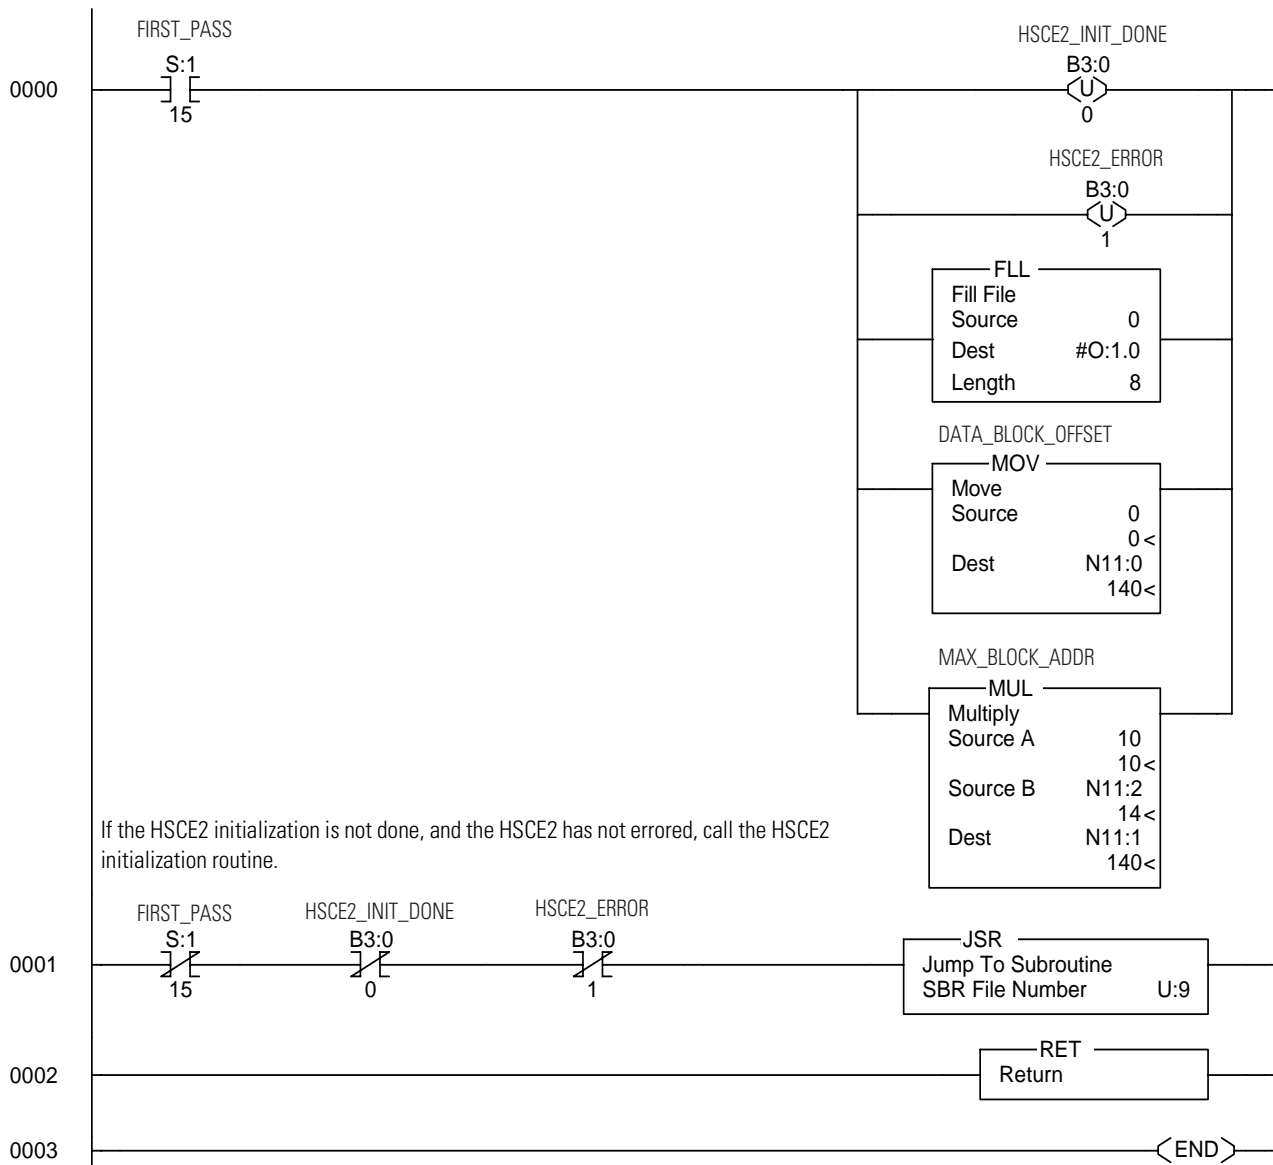 FIRST_PASS
HSCE2_INIT_DONE
S:1
B3:0
0000
U
15
0
HSCE2_ERROR
B3:0
U
1
FLL
Fill File
Source 0
Dest #O:1.0
Length 8
DATA_BLOCK_OFFSET
MOV
Move
Source 0
0<
Dest N11:0
140<
MAX_BLOCK_ADDR
MUL
Multiply
Source A 10
10<
Source B N11:2
14<
Dest N11:1
140<
If the HSCE2 initialization is not done, and the HSCE2 has not errored, call the HSCE2
initialization routine.
FIRST_PASS HSCE2_INIT_DONE HSCE2_ERROR
S:1 B3:0 B3:0
0001
15 0 1
JSR
Jump To Subroutine
SBR File Number U:9
RET
0002
Return
0003
END